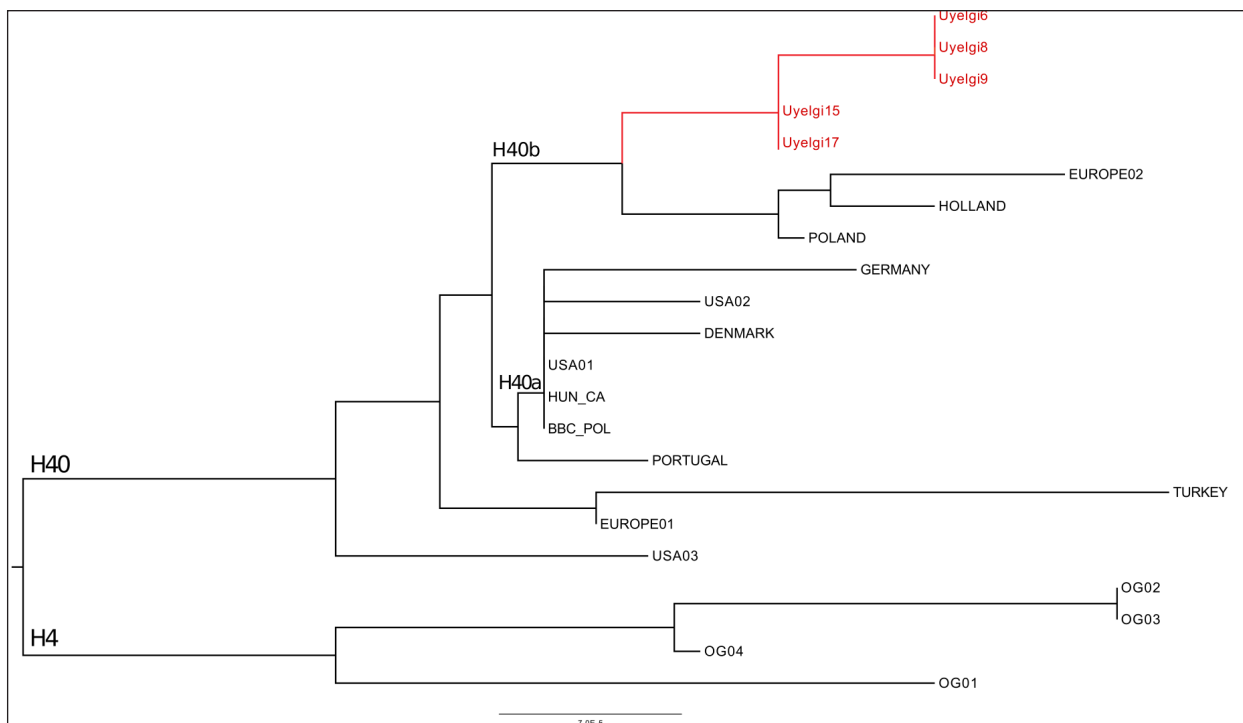 Uyelgi6
Uyelgi8
Uyelgi9
Uyelgi15
Uyelgi17
H40b
EUROPE02
HOLLAND
POLAND
GERMANY
USA02
DENMARK
USA01
H40a
HUN_CA
BBC_POL
PORTUGAL
H40
TURKEY
EUROPE01
USA03
OG02
OG03
H4
OG04
OG01